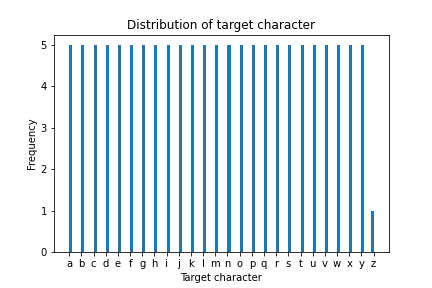 Distribution of target character
Frequency
5
4
3
2
1
0
a b c d e f g h i j k l m n o p q r s t u v w x y z
Target character